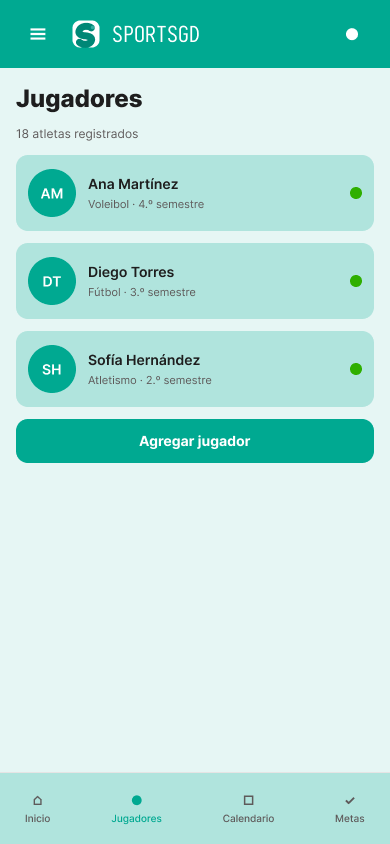 SPORTSGD
Jugadores
18 atletas registrados
AM
Ana Martínez
Voleibol · 4.º semestre
DT
Diego Torres
Fútbol · 3.º semestre
SH
Sofía Hernández
Atletismo · 2.º semestre
Agregar jugador
Inicio
Jugadores
Calendario
Metas